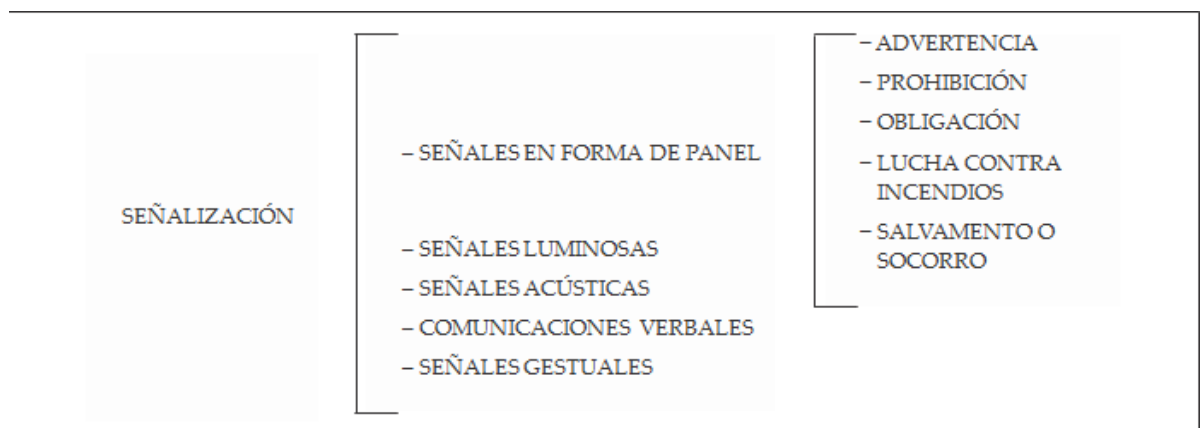 SEÑALIZACIÓN
– SEÑALES EN FORMA DE PANEL
– SEÑALES LUMINOSAS
– SEÑALES ACÚSTICAS
– COMUNICACIONES VERBALES
– SEÑALES GESTUALES
– ADVERTENCIA
– PROHIBICIÓN
– OBLIGACIÓN
– LUCHA CONTRA
INCENDIOS
– SALVAMENTO O
SOCORRO